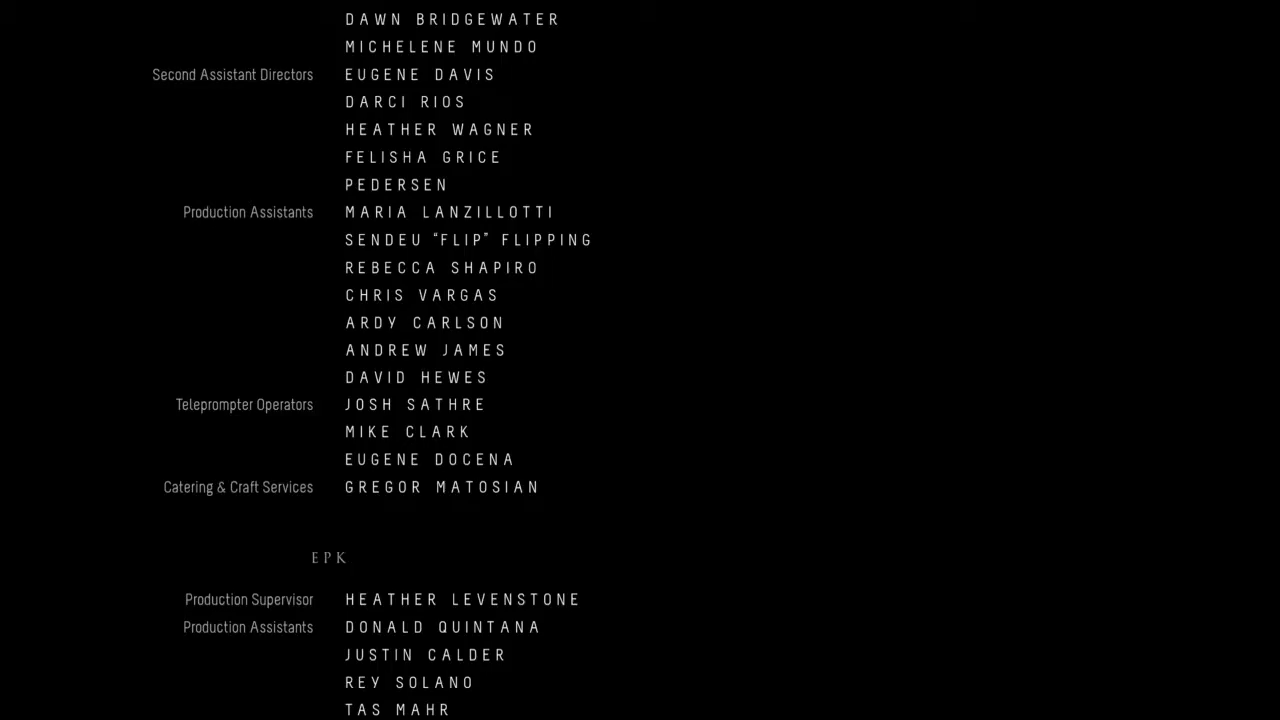 DAWN BRIDGEWATER
MICHELENE MUNDO
Second Assistant Directors EUGENE DAVIS
DARCI RIOS
HEATHER WAGNER
FELISHA GRICE
PEDERSEN
Production Assistants MARIA LANZILLOTTI
SENDEU “FLIP” FLIPPING
REBECCA SHAPIRO
CHRIS VARGAS
ARDY CARLSON
ANDREW JAMES
DAVID HEWES
Teleprompter Operators JOSH SATHRE
MIKE CLARK
EUGENE DOCENA
Catering & Craft Services GREGOR MATOSIAN
EPK
Production Supervisor HEATHER LEVENSTONE
Production Assistants DONALD QUINTANA
JUSTIN CALDER
REY SOLANO
TAS MAHR